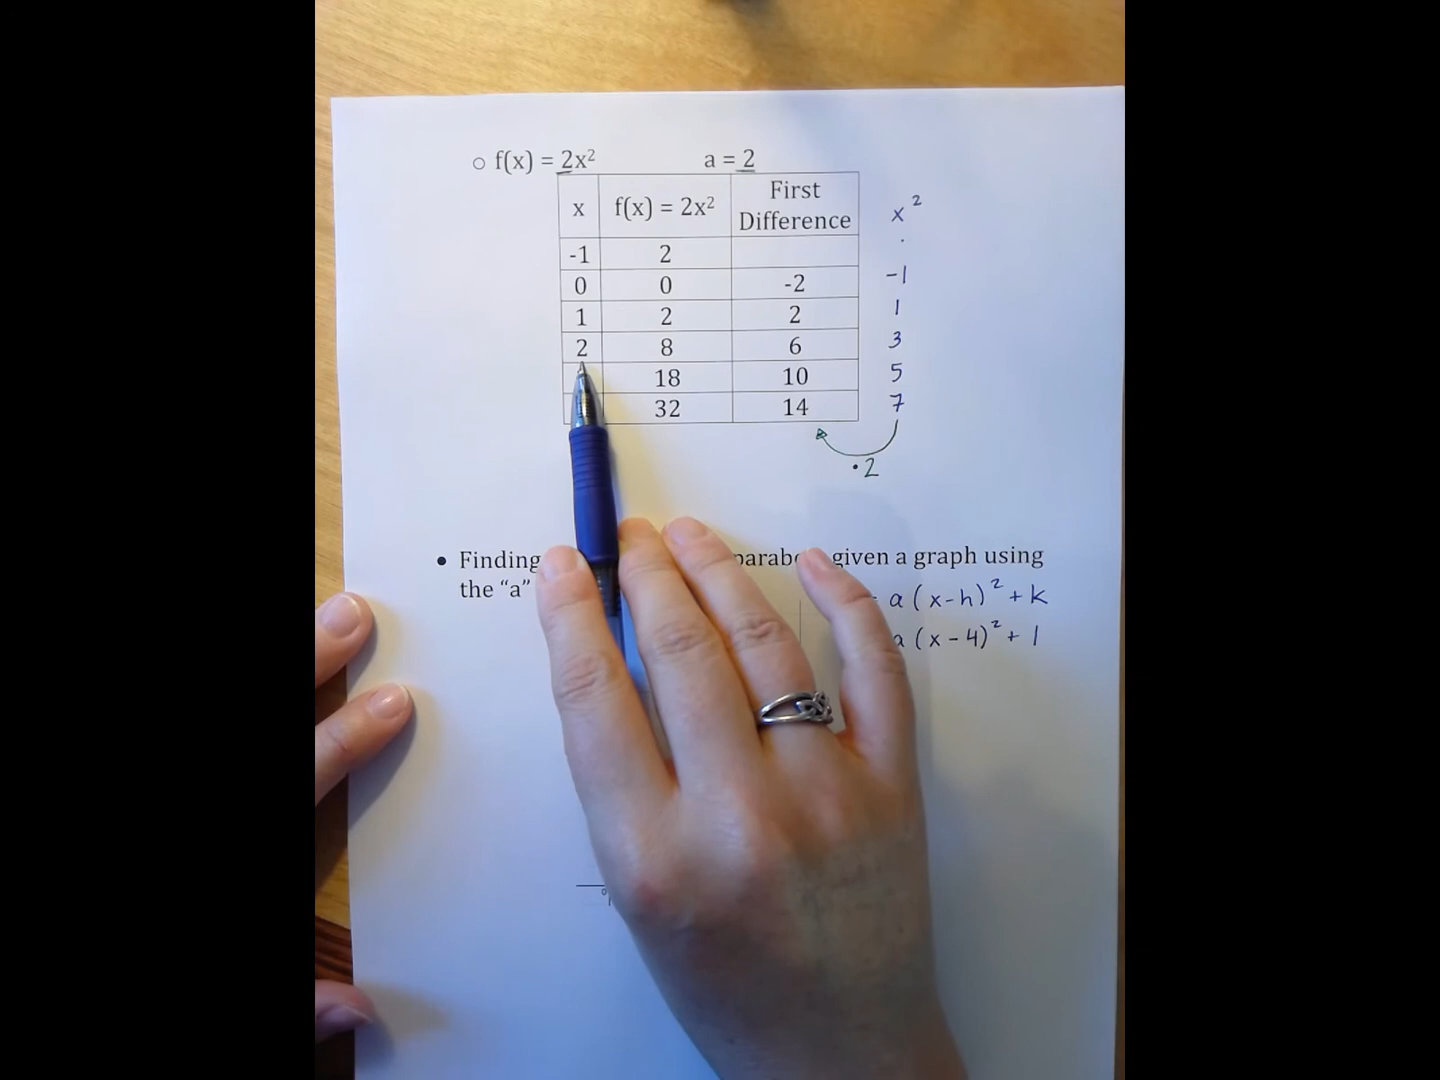 ○ f(x) = 2x² a = 2
x f(x) = 2x² First Difference x²
-1 2
0 0 -2 -1
1 2 2 1
2 8 6 3
18 10 5
32 14 7
·2
• Finding given a graph using
the “a” a(x-h)² + k
a(x-4)² + 1
0